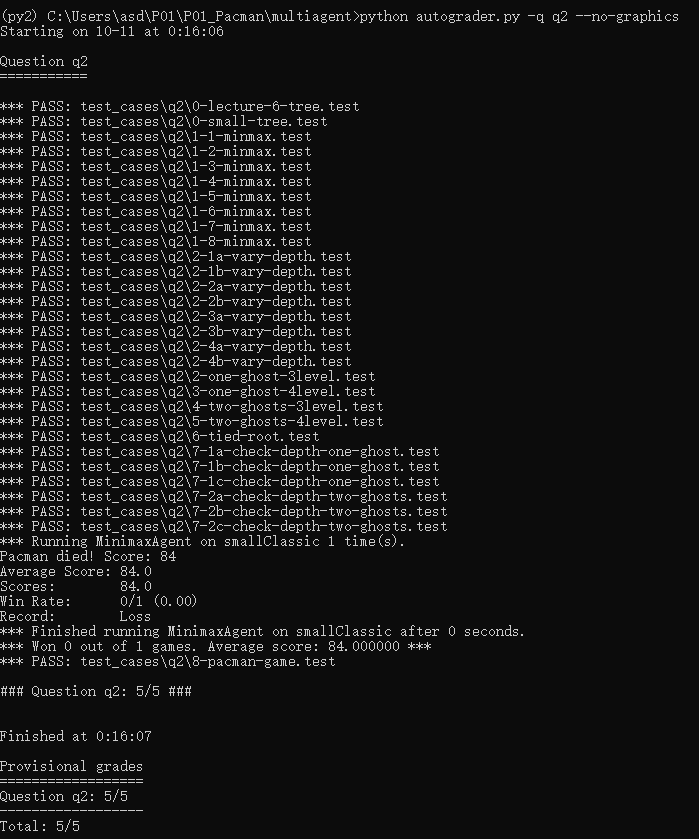 (py2) C:\Users\asd\P01\P01_Pacman\multiagent>python autograder.py -q q2 --no-graphics
Starting on 10-11 at 0:16:06
Question q2
===========
*** PASS: test_cases\q2\0-lecture-6-tree.test
*** PASS: test_cases\q2\0-small-tree.test
*** PASS: test_cases\q2\1-1-minmax.test
*** PASS: test_cases\q2\1-2-minmax.test
*** PASS: test_cases\q2\1-3-minmax.test
*** PASS: test_cases\q2\1-4-minmax.test
*** PASS: test_cases\q2\1-5-minmax.test
*** PASS: test_cases\q2\1-6-minmax.test
*** PASS: test_cases\q2\1-7-minmax.test
*** PASS: test_cases\q2\1-8-minmax.test
*** PASS: test_cases\q2\2-1a-vary-depth.test
*** PASS: test_cases\q2\2-1b-vary-depth.test
*** PASS: test_cases\q2\2-2a-vary-depth.test
*** PASS: test_cases\q2\2-2b-vary-depth.test
*** PASS: test_cases\q2\2-3a-vary-depth.test
*** PASS: test_cases\q2\2-3b-vary-depth.test
*** PASS: test_cases\q2\2-4a-vary-depth.test
*** PASS: test_cases\q2\2-4b-vary-depth.test
*** PASS: test_cases\q2\2-one-ghost-3level.test
*** PASS: test_cases\q2\3-one-ghost-4level.test
*** PASS: test_cases\q2\4-two-ghosts-3level.test
*** PASS: test_cases\q2\5-two-ghosts-4level.test
*** PASS: test_cases\q2\6-tied-root.test
*** PASS: test_cases\q2\7-1a-check-depth-one-ghost.test
*** PASS: test_cases\q2\7-1b-check-depth-one-ghost.test
*** PASS: test_cases\q2\7-1c-check-depth-one-ghost.test
*** PASS: test_cases\q2\7-2a-check-depth-two-ghosts.test
*** PASS: test_cases\q2\7-2b-check-depth-two-ghosts.test
*** PASS: test_cases\q2\7-2c-check-depth-two-ghosts.test
*** Running MinimaxAgent on smallClassic 1 time(s).
Pacman died! Score: 84
Average Score: 84.0
Scores:        84.0
Win Rate:      0/1 (0.00)
Record:        Loss
*** Finished running MinimaxAgent on smallClassic after 0 seconds.
*** Won 0 out of 1 games. Average score: 84.000000 ***
*** PASS: test_cases\q2\8-pacman-game.test
### Question q2: 5/5 ###
Finished at 0:16:07
Provisional grades
==================
Question q2: 5/5
------------------
Total: 5/5